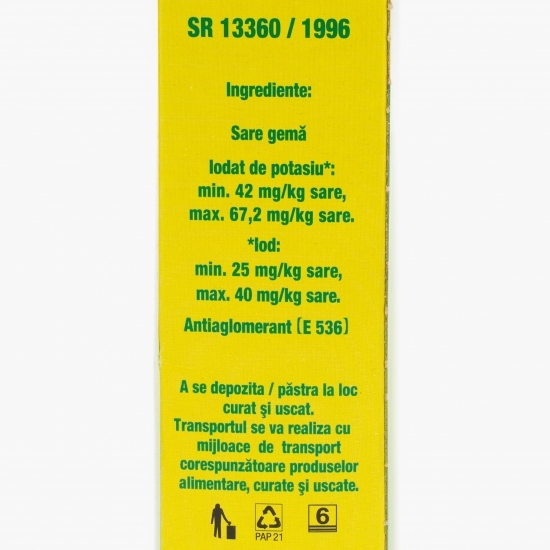 SR 13360 / 1996
Ingrediente:
Sare gemă
Iodat de potasiu*:
min. 42 mg/kg sare,
max. 67,2 mg/kg sare.
*Iod:
min. 25 mg/kg sare,
max. 40 mg/kg sare.
Antiaglomerant (E 536)
A se depozita / păstra la loc
curat şi uscat.
Transportul se va realiza cu
mijloace de transport
corespunzătoare produselor
alimentare, curate şi uscate.
PAP 21
6